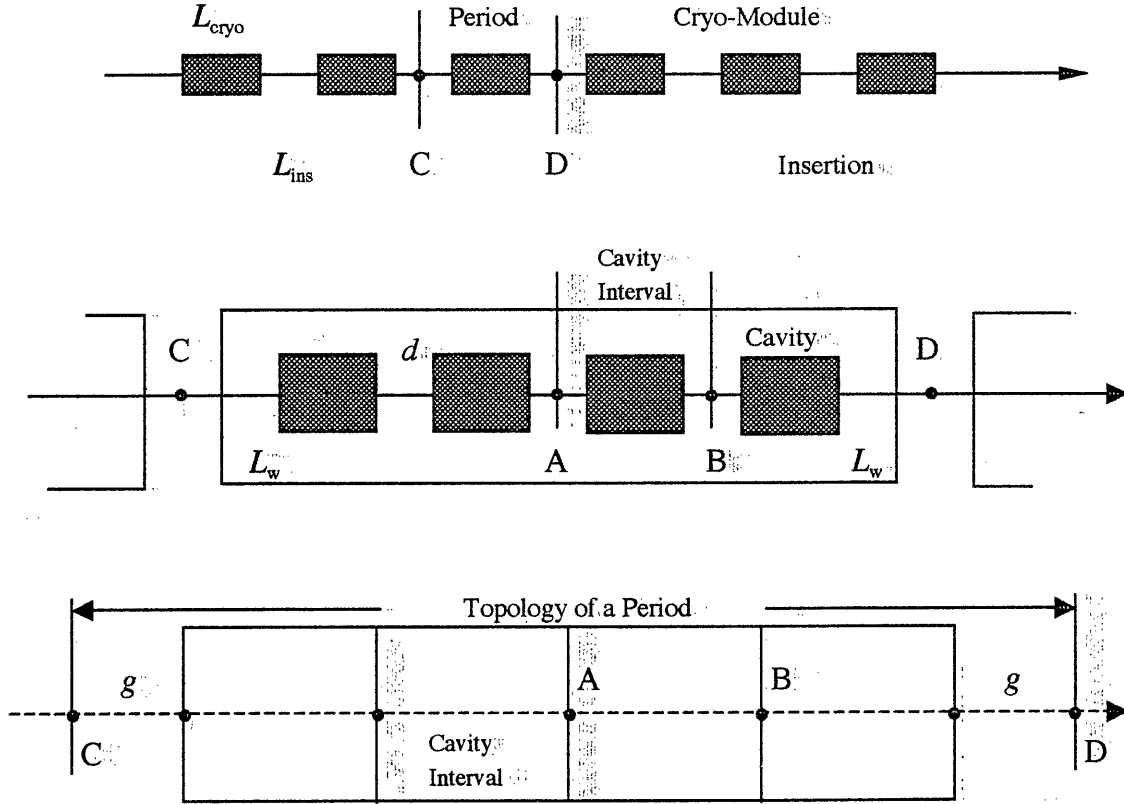 L_cryo Period Cryo-Module
L_ins C D Insertion
Cavity
Interval
C d Cavity D
L_w A B L_w
Topology of a Period
g A B g
C Cavity D
Interval